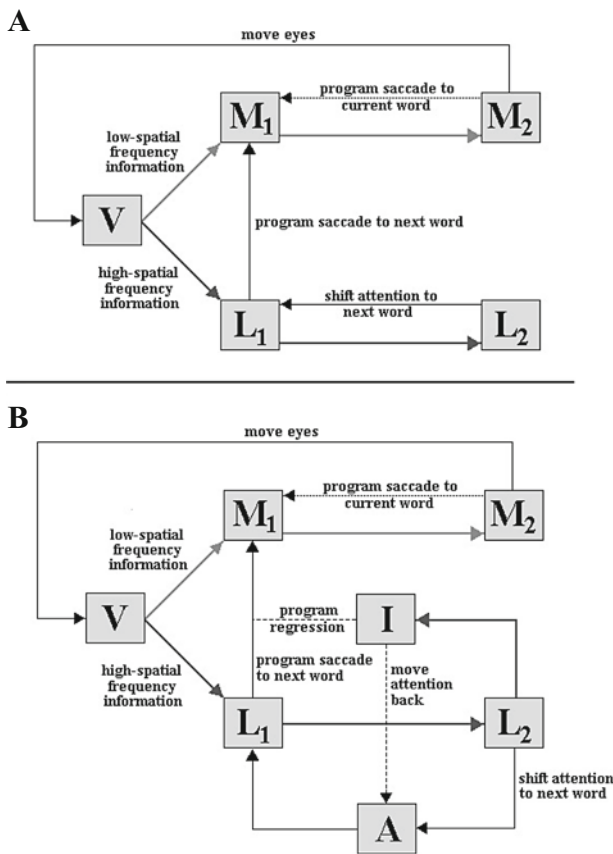 A
move eyes
M1
program saccade to
current word
M2
low-spatial
frequency
information
V
program saccade to next word
high-spatial
frequency
information
shift attention to
next word
L1
L2
B
move eyes
M1
program saccade to
current word
M2
low-spatial
frequency
information
V
program
regression
I
high-spatial
frequency
information
program saccade
to next word
move
attention
back
L1
L2
shift attention
to next word
A